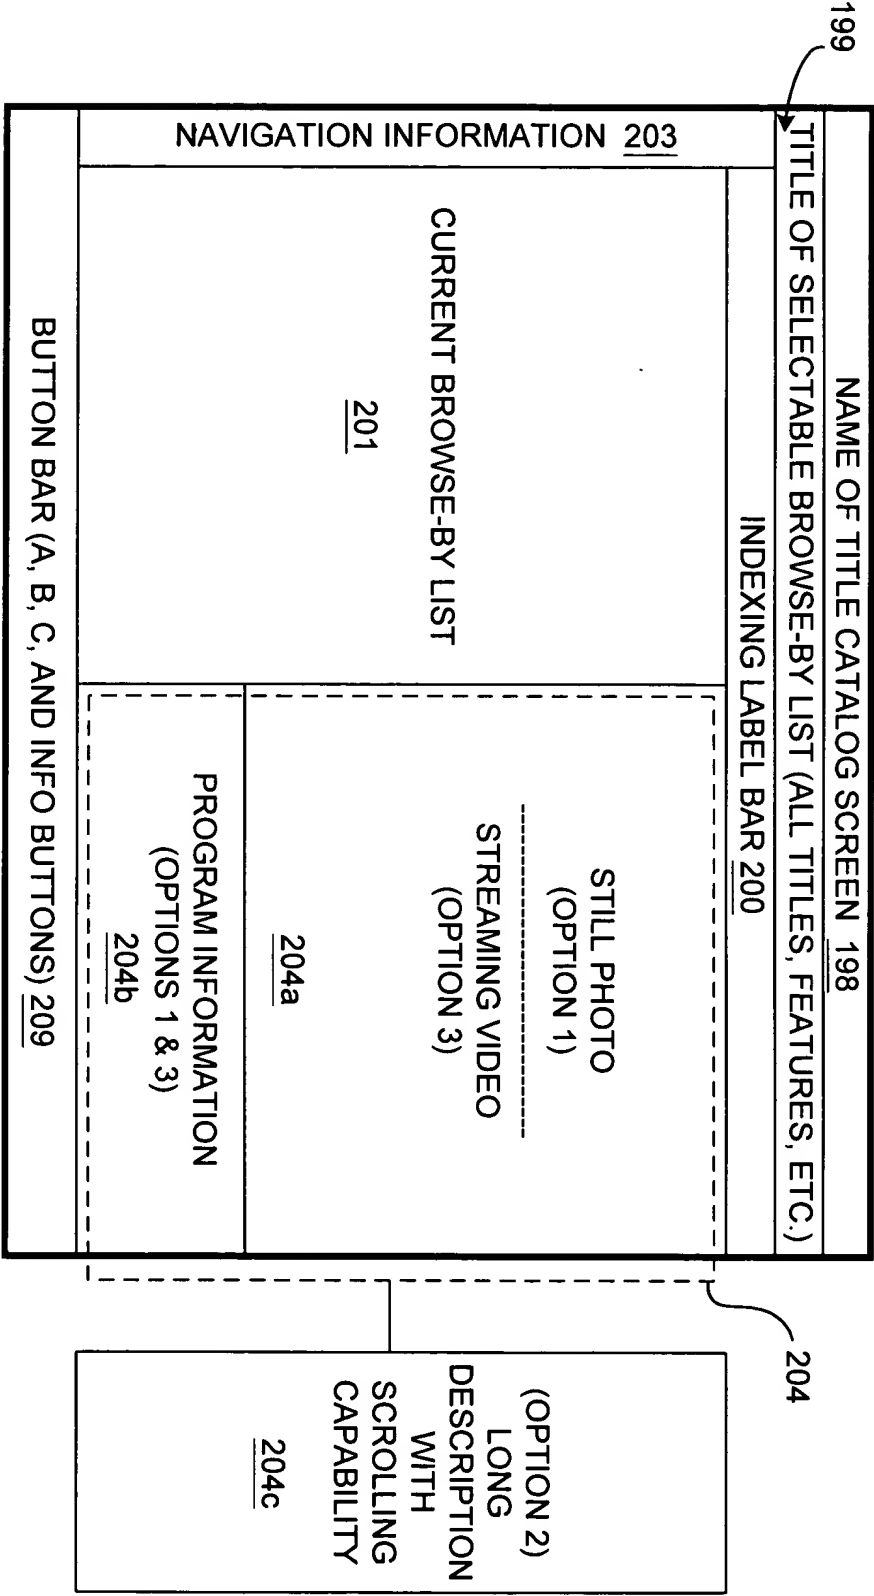 199
NAME OF TITLE CATALOG SCREEN 198
TITLE OF SELECTABLE BROWSE-BY LIST (ALL TITLES, FEATURES, ETC.)
204
INDEXING LABEL BAR 200
NAVIGATION INFORMATION 203
CURRENT BROWSE-BY LIST
201
STILL PHOTO
(OPTION 1)
STREAMING VIDEO
(OPTION 3)
204a
PROGRAM INFORMATION
(OPTIONS 1 & 3)
204b
(OPTION 2)
LONG
DESCRIPTION
WITH
SCROLLING
CAPABILITY
204c
BUTTON BAR (A, B, C, AND INFO BUTTONS) 209